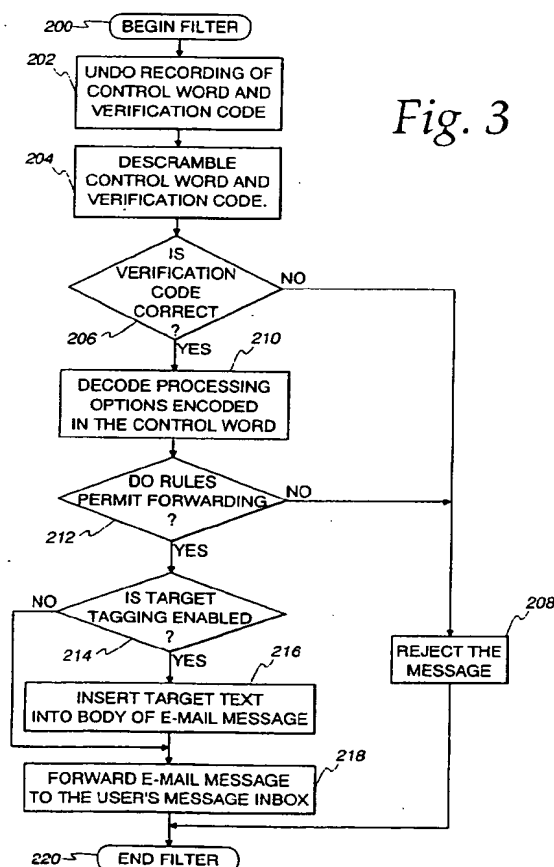 200
BEGIN FILTER
202
UNDO RECORDING OF
CONTROL WORD AND
VERIFICATION CODE
Fig. 3
204
DESCRAMBLE
CONTROL WORD AND
VERIFICATION CODE.
IS
VERIFICATION
CODE
CORRECT
?
NO
206
YES
210
DECODE PROCESSING
OPTIONS ENCODED
IN THE CONTROL WORD
DO RULES
PERMIT FORWARDING
?
NO
212
YES
NO
IS TARGET
TAGGING ENABLED
?
214
YES
208
REJECT THE
MESSAGE
216
INSERT TARGET TEXT
INTO BODY OF E-MAIL MESSAGE
218
FORWARD E-MAIL MESSAGE
TO THE USER'S MESSAGE INBOX
220
END FILTER